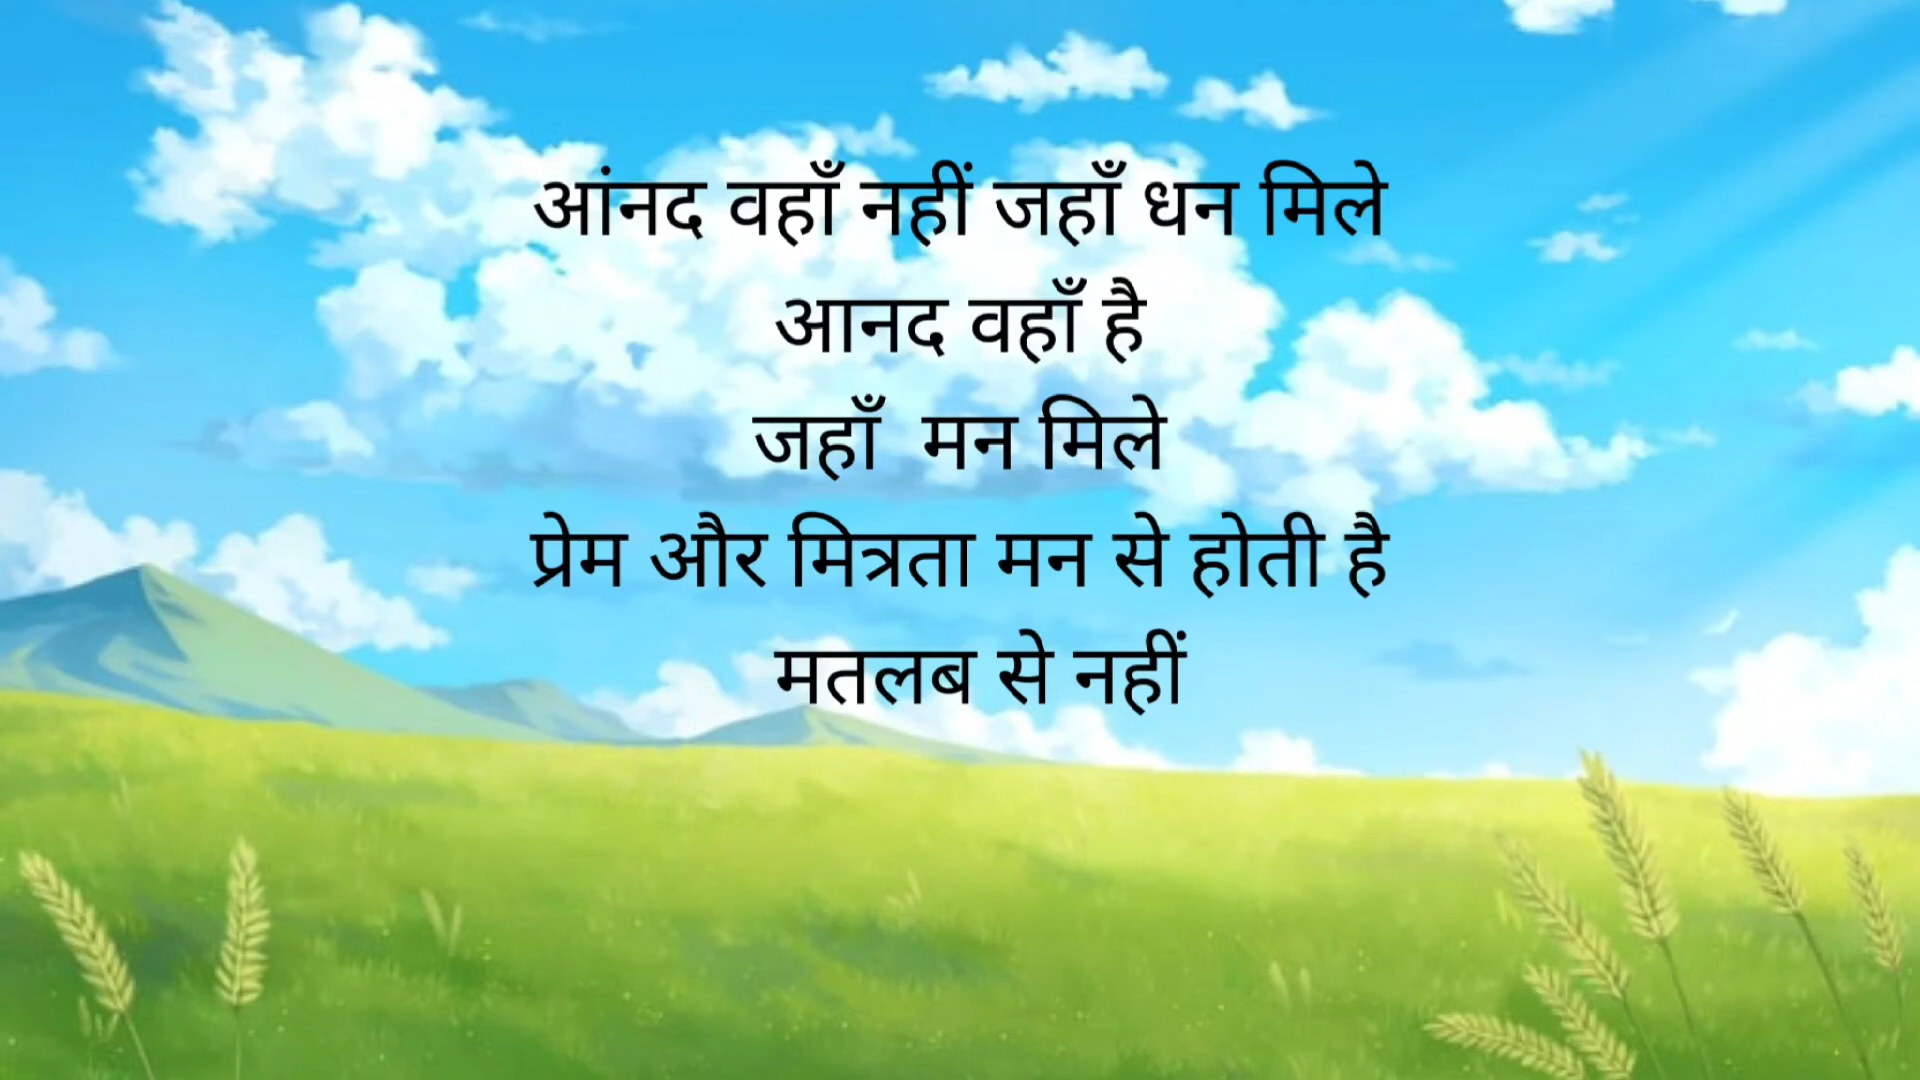 आंनद वहाँ नहीं जहाँ धन मिले
आनद वहाँ है
जहाँ  मन मिले
प्रेम और मित्रता मन से होती है
मतलब से नहीं